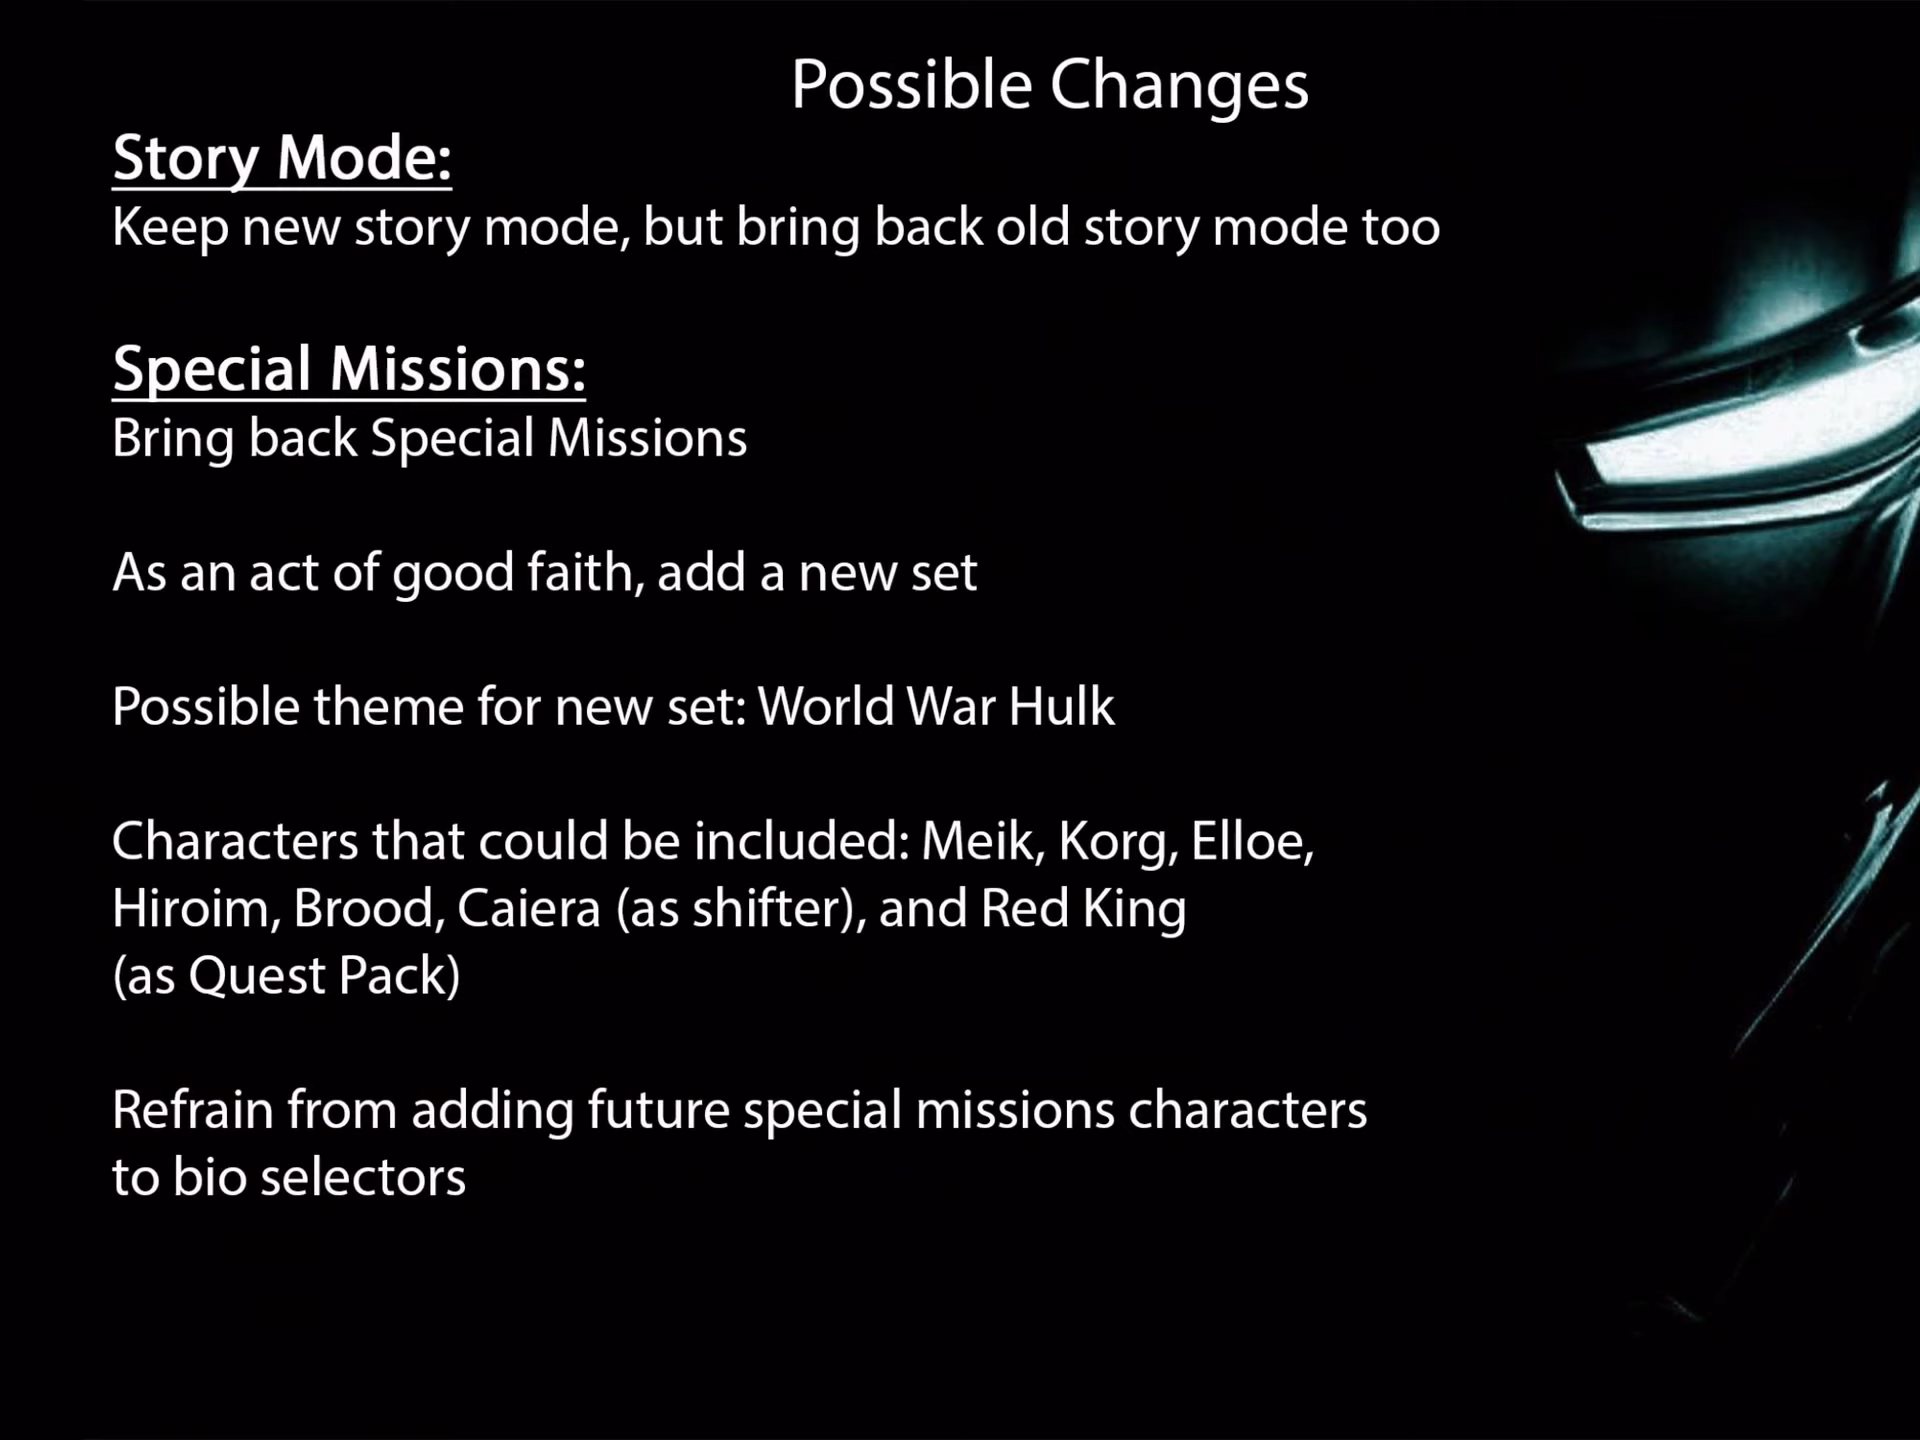 Possible Changes
Story Mode:
Keep new story mode, but bring back old story mode too
Special Missions:
Bring back Special Missions
As an act of good faith, add a new set
Possible theme for new set: World War Hulk
Characters that could be included: Meik, Korg, Elloe,
Hiroim, Brood, Caiera (as shifter), and Red King
(as Quest Pack)
Refrain from adding future special missions characters
to bio selectors